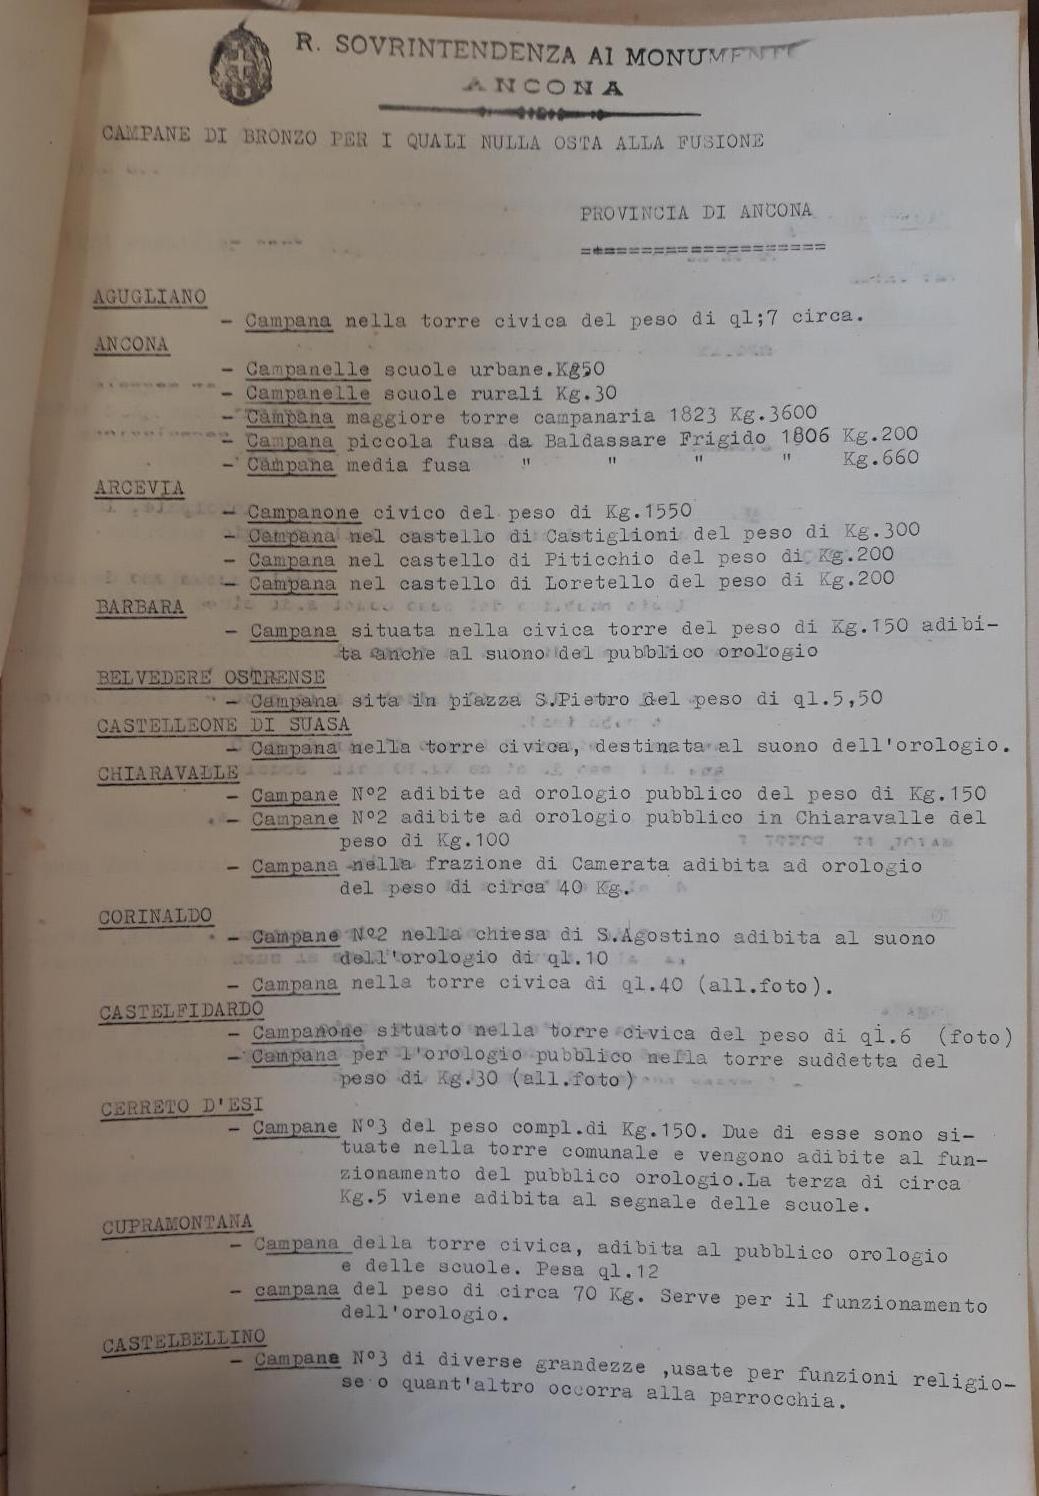 R. SOVRINTENDENZA AI MONUMENTI
ANCONA
CAMPANE DI BRONZO PER I QUALI NULLA OSTA ALLA FUSIONE
PROVINCIA DI ANCONA
====================
AGUGLIANO
- Campana nella torre civica del peso di ql;7 circa.
ANCONA
- Campanelle scuole urbane.Kg50
- Campanelle scuole rurali Kg.30
- Campana maggiore torre campanaria 1823 Kg.3600
- Campana piccola fusa da Baldassare Frigido 1806 Kg.200
- Campana media fusa " " " " Kg.660
ARCEVIA
- Campanone civico del peso di Kg.1550
- Campana nel castello di Castiglioni del peso di Kg.300
- Campana nel castello di Piticchio del peso di Kg.200
- Campana nel castello di Loretello del peso di Kg.200
BARBARA
- Campana situata nella civica torre del peso di Kg.150 adibi-
ta anche al suono del pubblico orologio
BELVEDERE OSTRENSE
- Campana sita in piazza S.Pietro del peso di ql.5,50
CASTELLEONE DI SUASA
- Campana nella torre civica, destinata al suono dell'orologio.
CHIARAVALLE
- Campane N°2 adibite ad orologio pubblico del peso di Kg.150
- Campane N°2 adibite ad orologio pubblico in Chiaravalle del
peso di Kg.100
- Campana nella frazione di Camerata adibita ad orologio
del peso di circa 40 Kg.
CORINALDO
- Campane N°2 nella chiesa di S.Agostino adibita al suono
dell'orologio di ql.10
- Campana nella torre civica di ql.40 (all.foto).
CASTELFIDARDO
- Campanone situato nella torre civica del peso di ql.6 (foto)
- Campana per l'orologio pubblico nella torre suddetta del
peso di Kg.30 (all.foto)
CERRETO D'ESI
- Campane N°3 del peso compl.di Kg.150. Due di esse sono si-
tuate nella torre comunale e vengono adibite al fun-
zionamento del pubblico orologio.La terza di circa
Kg.5 viene adibita al segnale delle scuole.
CUPRAMONTANA
- Campana della torre civica, adibita al pubblico orologio
e delle scuole. Pesa ql.12
- campana del peso di circa 70 Kg. Serve per il funzionamento
dell'orologio.
CASTELBELLINO
- Campane N°3 di diverse grandezze ,usate per funzioni religio-
se o quant'altro occorra alla parrocchia.